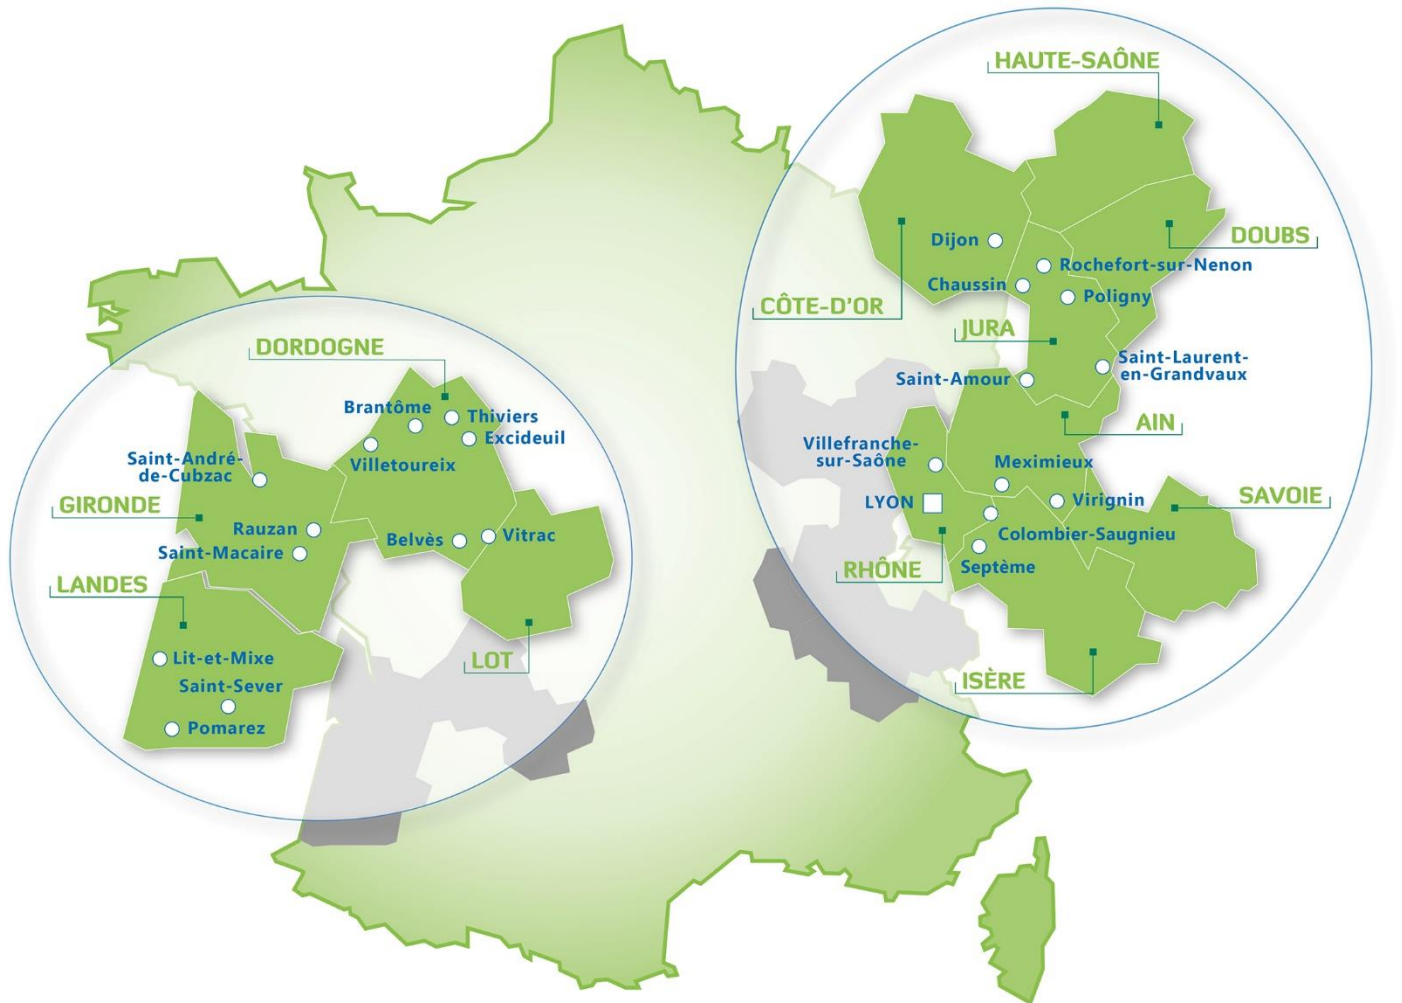 DORDOGNE
Brantôme
Thiviers
Excideuil
Villetoureix
Saint-André-
de-Cubzac
GIRONDE
Rauzan
Belvès
Vitrac
Saint-Macaire
LANDES
Lit-et-Mixe
LOT
Saint-Sever
Pomarez
HAUTE-SAÔNE
Dijon
DOUBS
Rochefort-sur-Nenon
Chaussin
Poligny
CÔTE-D'OR
JURA
Saint-Laurent-
en-Grandvaux
Saint-Amour
AIN
Villefranche-
sur-Saône
Meximieux
LYON
Virignin
SAVOIE
Colombier-Saugnieu
Septème
RHÔNE
ISÈRE